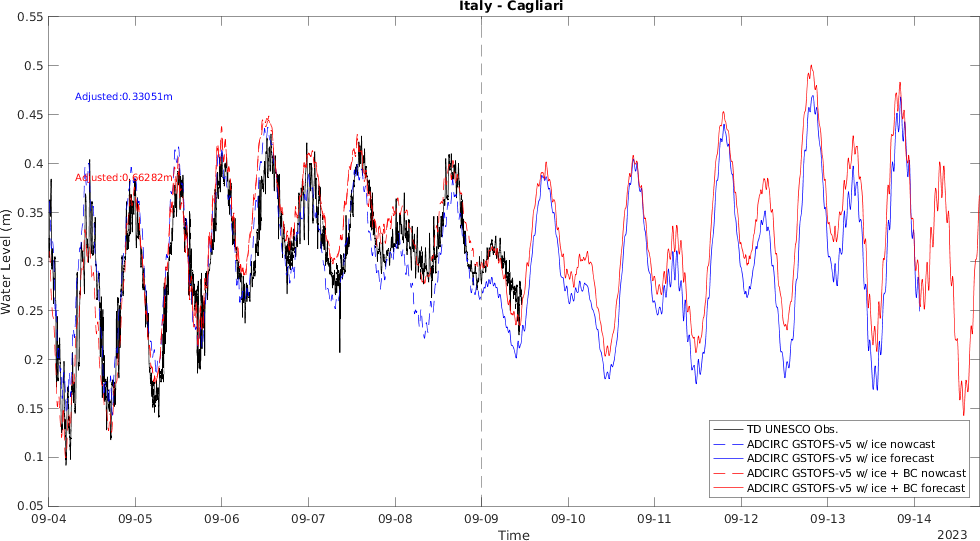 Italy - Cagliari
0.55
0.5
0.45
0.4
0.35
0.3
0.25
0.2
0.15
0.1
0.05
Water Level (m)
Adjusted:0.33051m
Adjusted:0.66282m
TD UNESCO Obs.
ADCIRC GSTOFS-v5 w/ ice nowcast
ADCIRC GSTOFS-v5 w/ ice forecast
ADCIRC GSTOFS-v5 w/ ice + BC nowcast
ADCIRC GSTOFS-v5 w/ ice + BC forecast
09-04 09-05 09-06 09-07 09-08 09-09 09-10 09-11 09-12 09-13 09-14
Time
2023